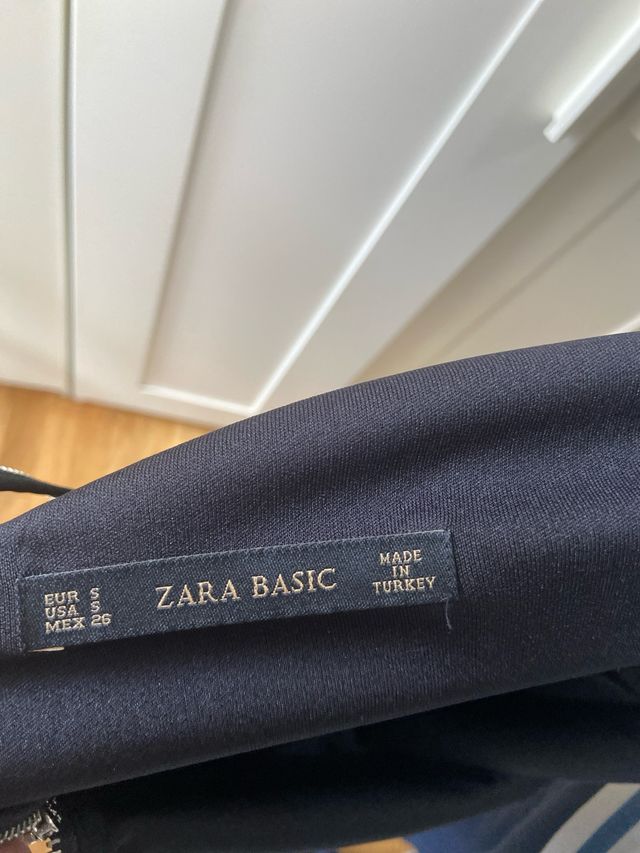 EUR S
USA S
MEX 26
ZARA BASIC
MADE
IN
TURKEY